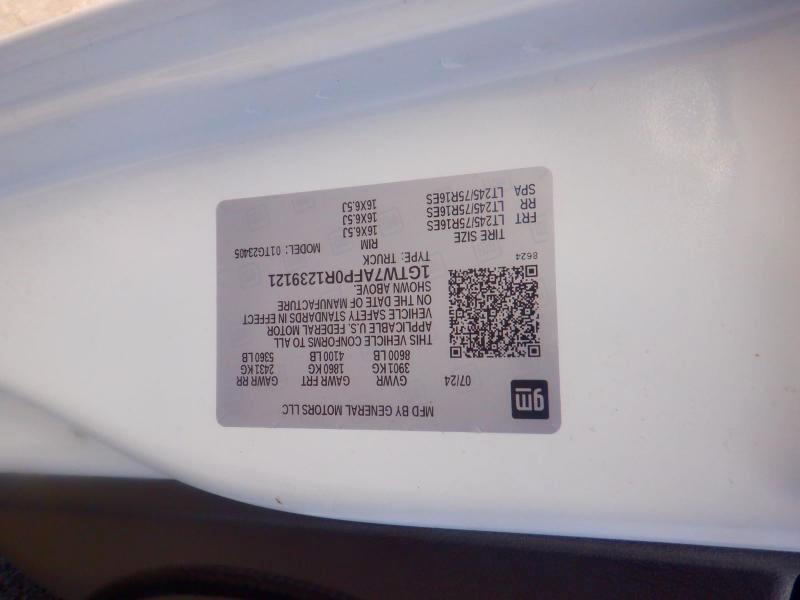 gm
MFD BY GENERAL MOTORS LLC
07/24 GVWR GAWR FRT GAWR RR
3901 KG 1860 KG 2431 KG
8600 LB 4100 LB 5360 LB
THIS VEHICLE CONFORMS TO ALL
APPLICABLE U.S. FEDERAL MOTOR
VEHICLE SAFETY STANDARDS IN EFFECT
ON THE DATE OF MANUFACTURE
SHOWN ABOVE
1GTW7AFP0R1239121
8624 TYPE: TRUCK MODEL: 01TG23405
TIRE SIZE RIM
FRT LT245/75R16ES 16X6.5J
RR LT245/75R16ES 16X6.5J
SPA LT245/75R16ES 16X6.5J